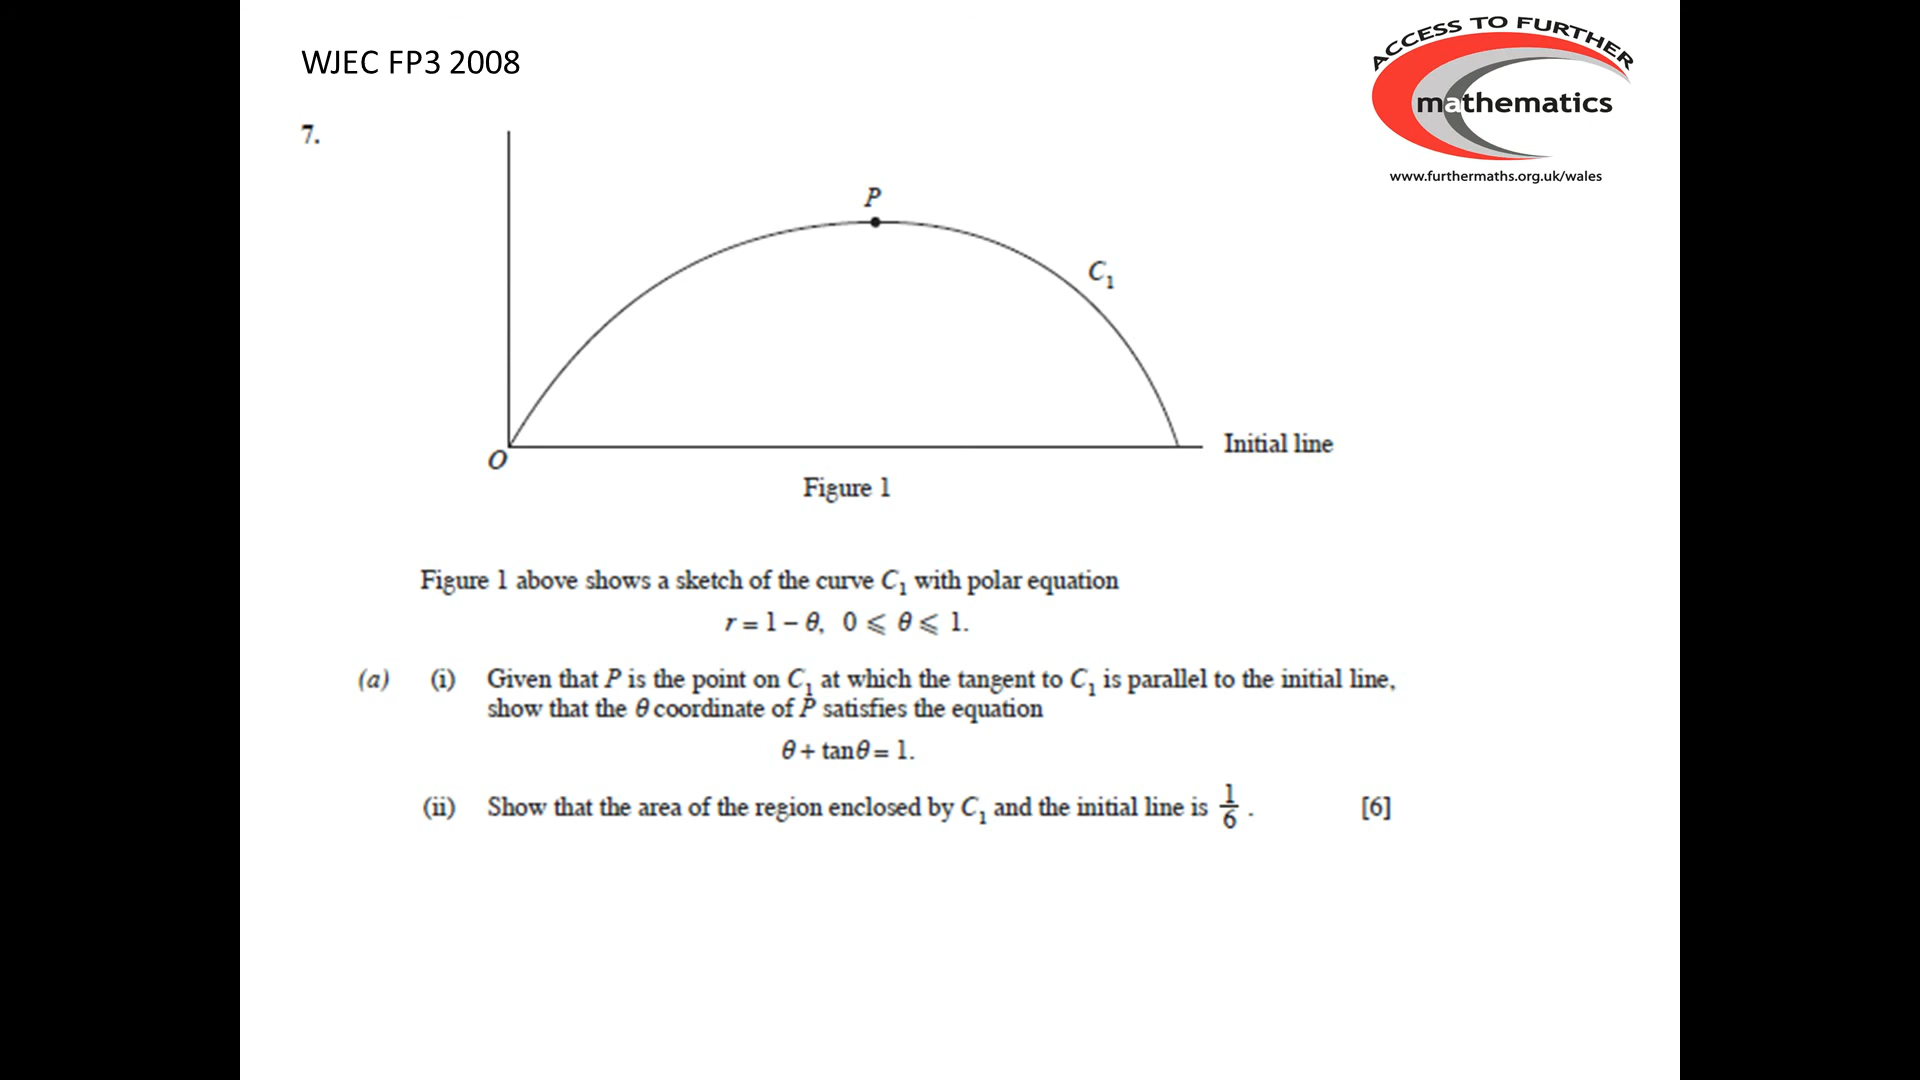 WJEC FP3 2008
ACCESS TO FURTHER
mathematics
www.furthermaths.org.uk/wales
7.
P
C₁
O
Initial line
Figure 1
Figure 1 above shows a sketch of the curve C₁ with polar equation
r = 1 – θ, 0 ⩽ θ ⩽ 1.
(a) (i) Given that P is the point on C₁ at which the tangent to C₁ is parallel to the initial line,
show that the θ coordinate of P satisfies the equation
θ + tanθ = 1.
(ii) Show that the area of the region enclosed by C₁ and the initial line is 1/6 . [6]